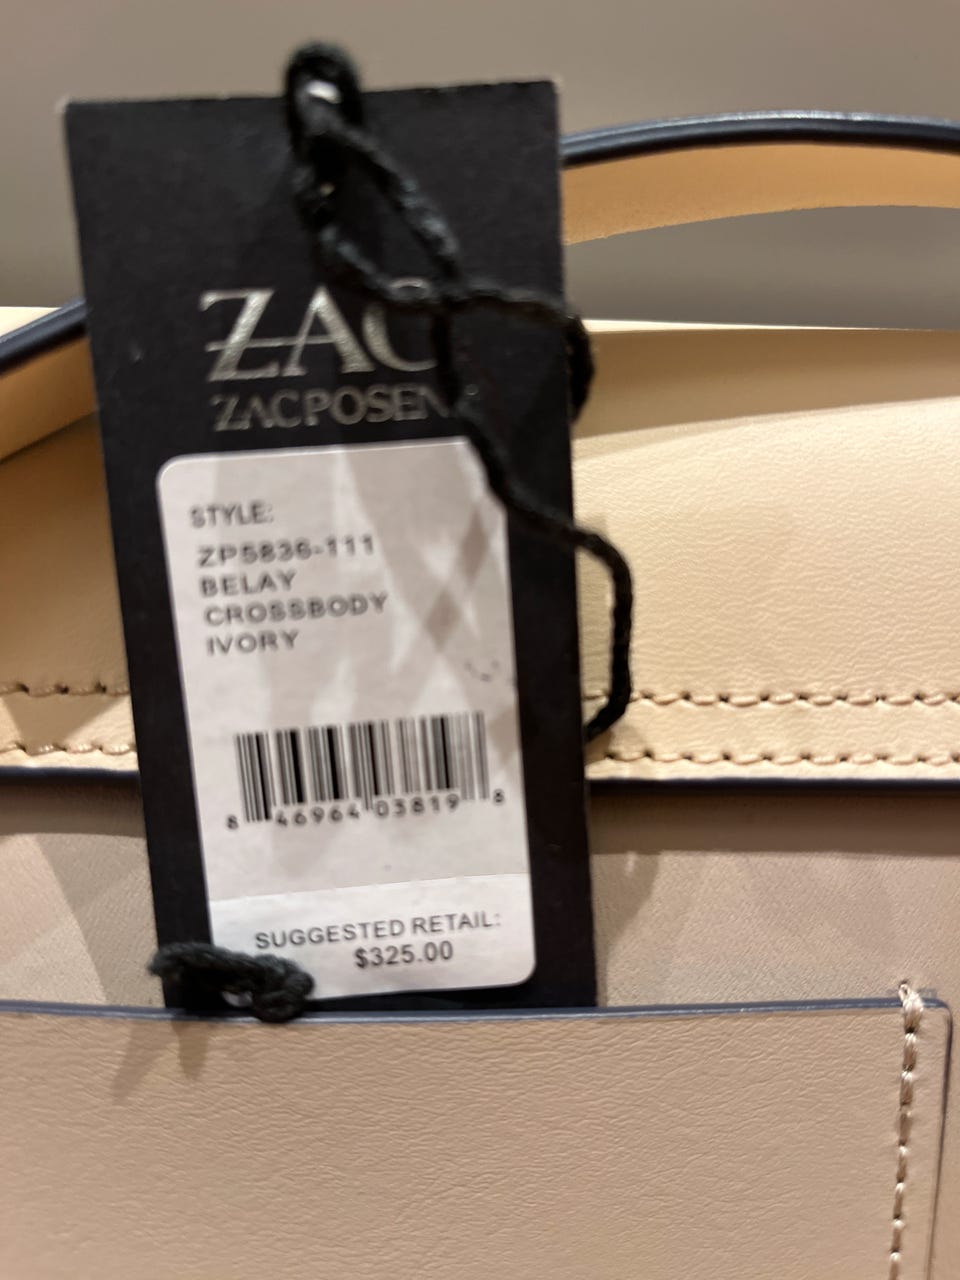 ZAC
ZACPOSEN
STYLE:
ZP5836-111
BELAY
CROSSBODY
IVORY
8 46964 03819 8
SUGGESTED RETAIL:
$325.00